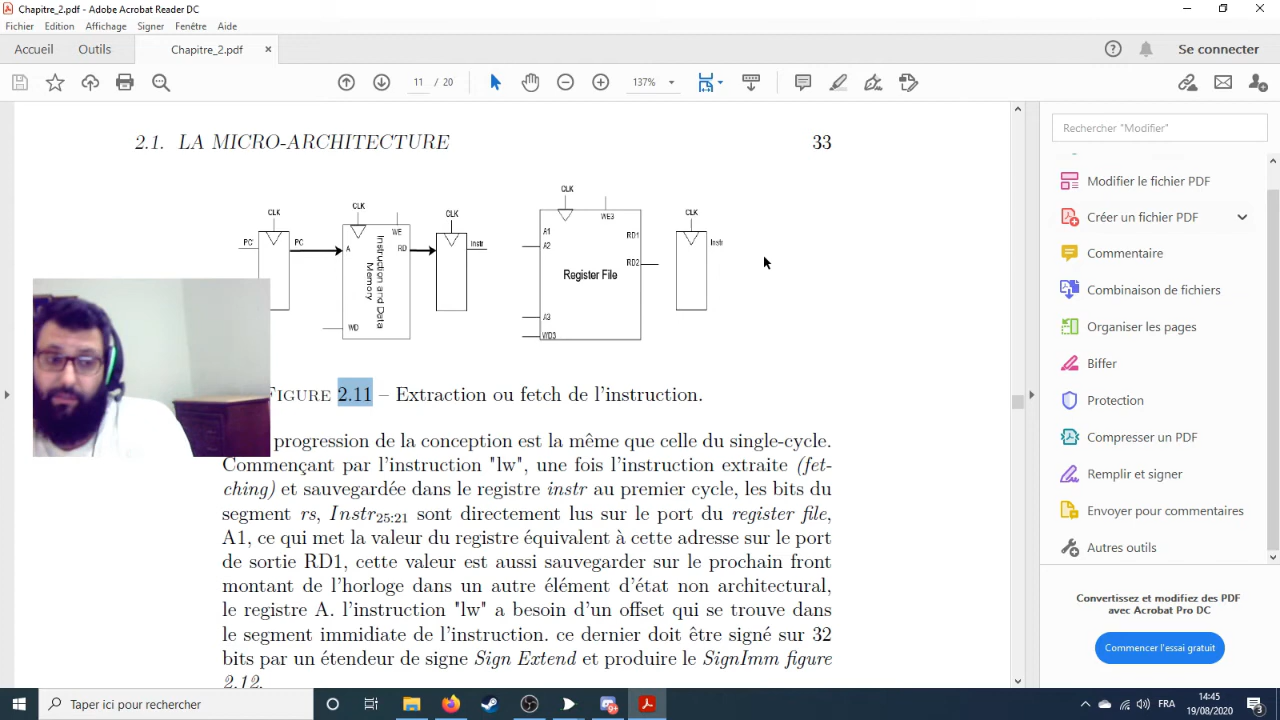 Chapitre_2.pdf - Adobe Acrobat Reader DC
Fichier Edition Affichage Signer Fenêtre Aide
Accueil Outils Chapitre_2.pdf × Se connecter
11 / 20 137%
2.1. LA MICRO-ARCHITECTURE 33
CLK CLK CLK CLK CLK
PC' PC A WE RD Instr
Instruction and Data
Memory
WD
WE3
A1 RD1
A2 RD2
Register File
A3
WD3
Instr
FIGURE 2.11 – Extraction ou fetch de l'instruction.
progression de la conception est la même que celle du single-cycle.
Commençant par l'instruction "lw", une fois l'instruction extraite (fet-
ching) et sauvegardée dans le registre instr au premier cycle, les bits du
segment rs, Instr25:21 sont directement lus sur le port du register file,
A1, ce qui met la valeur du registre équivalent à cette adresse sur le port
de sortie RD1, cette valeur est aussi sauvegarder sur le prochain front
montant de l'horloge dans un autre élément d'état non architectural,
le registre A. l'instruction "lw" a besoin d'un offset qui se trouve dans
le segment immidiate de l'instruction. ce dernier doit être signé sur 32
bits par un étendeur de signe Sign Extend et produire le SignImm figure
2.12.
Rechercher "Modifier"
Modifier le fichier PDF
Créer un fichier PDF
Commentaire
Combinaison de fichiers
Organiser les pages
Biffer
Protection
Compresser un PDF
Remplir et signer
Envoyer pour commentaires
Autres outils
Convertissez et modifiez des PDF
avec Acrobat Pro DC
Commencer l'essai gratuit
Taper ici pour rechercher
FRA
14:45
19/08/2020